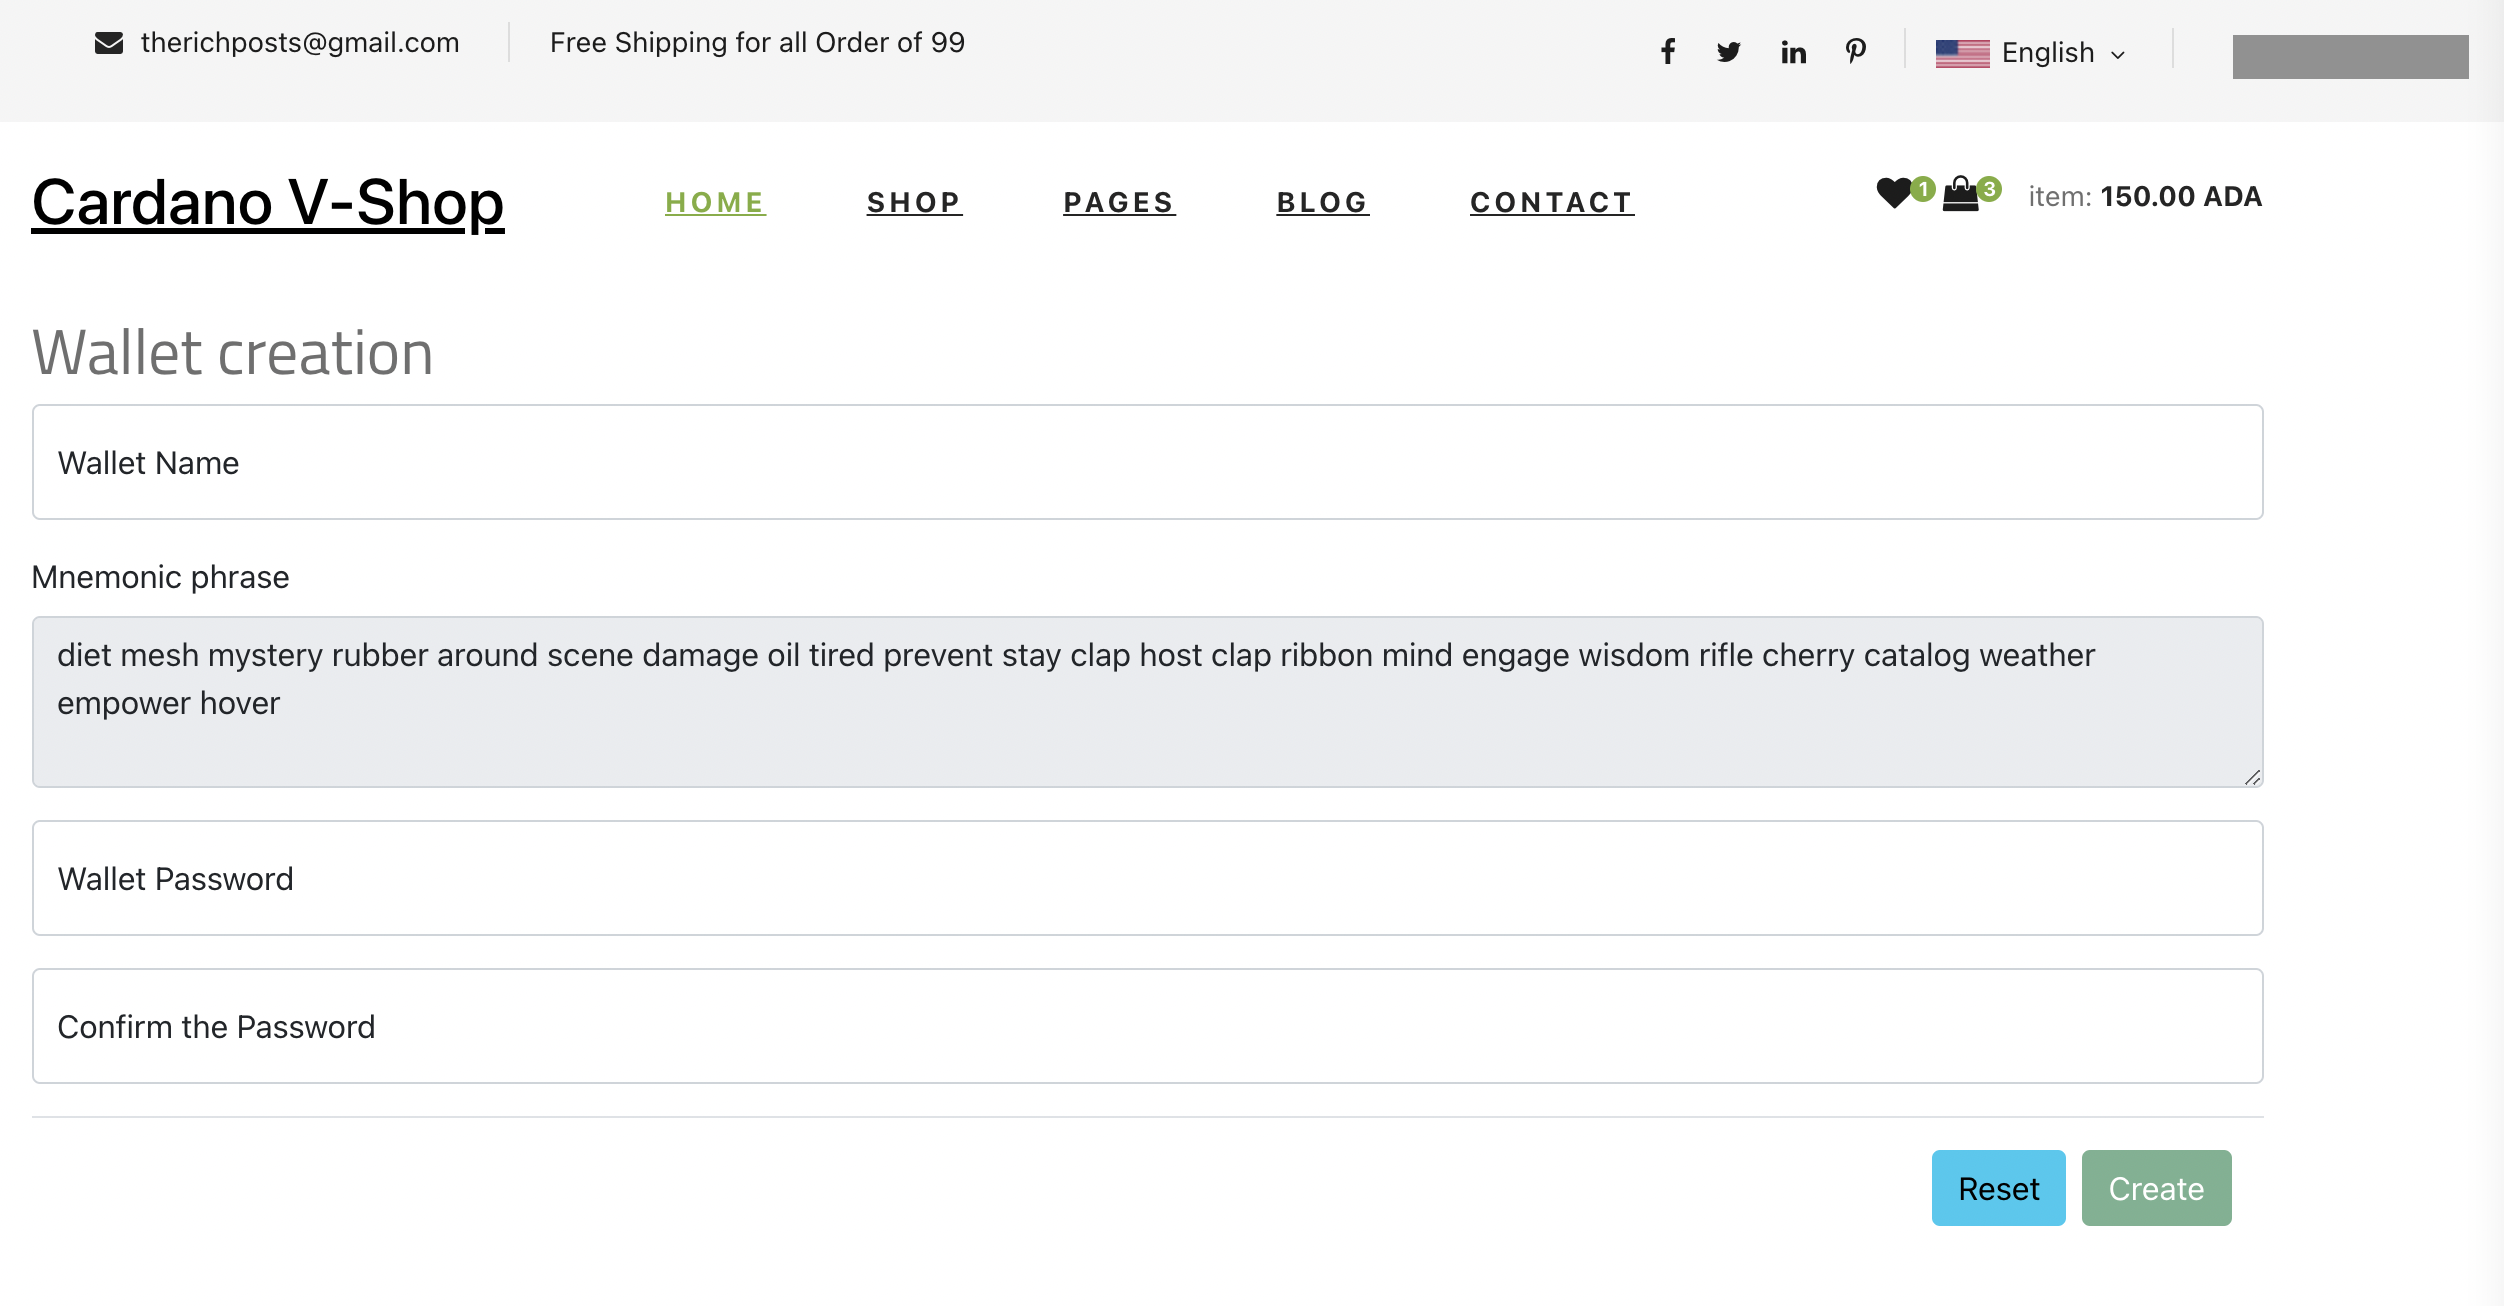 therichposts@gmail.com
Free Shipping for all Order of 99
English
Cardano V-Shop
HOME
SHOP
PAGES
BLOG
CONTACT
1
3
item: 150.00 ADA
Wallet creation
Wallet Name
Mnemonic phrase
diet mesh mystery rubber around scene damage oil tired prevent stay clap host clap ribbon mind engage wisdom rifle cherry catalog weather
empower hover
Wallet Password
Confirm the Password
Reset
Create